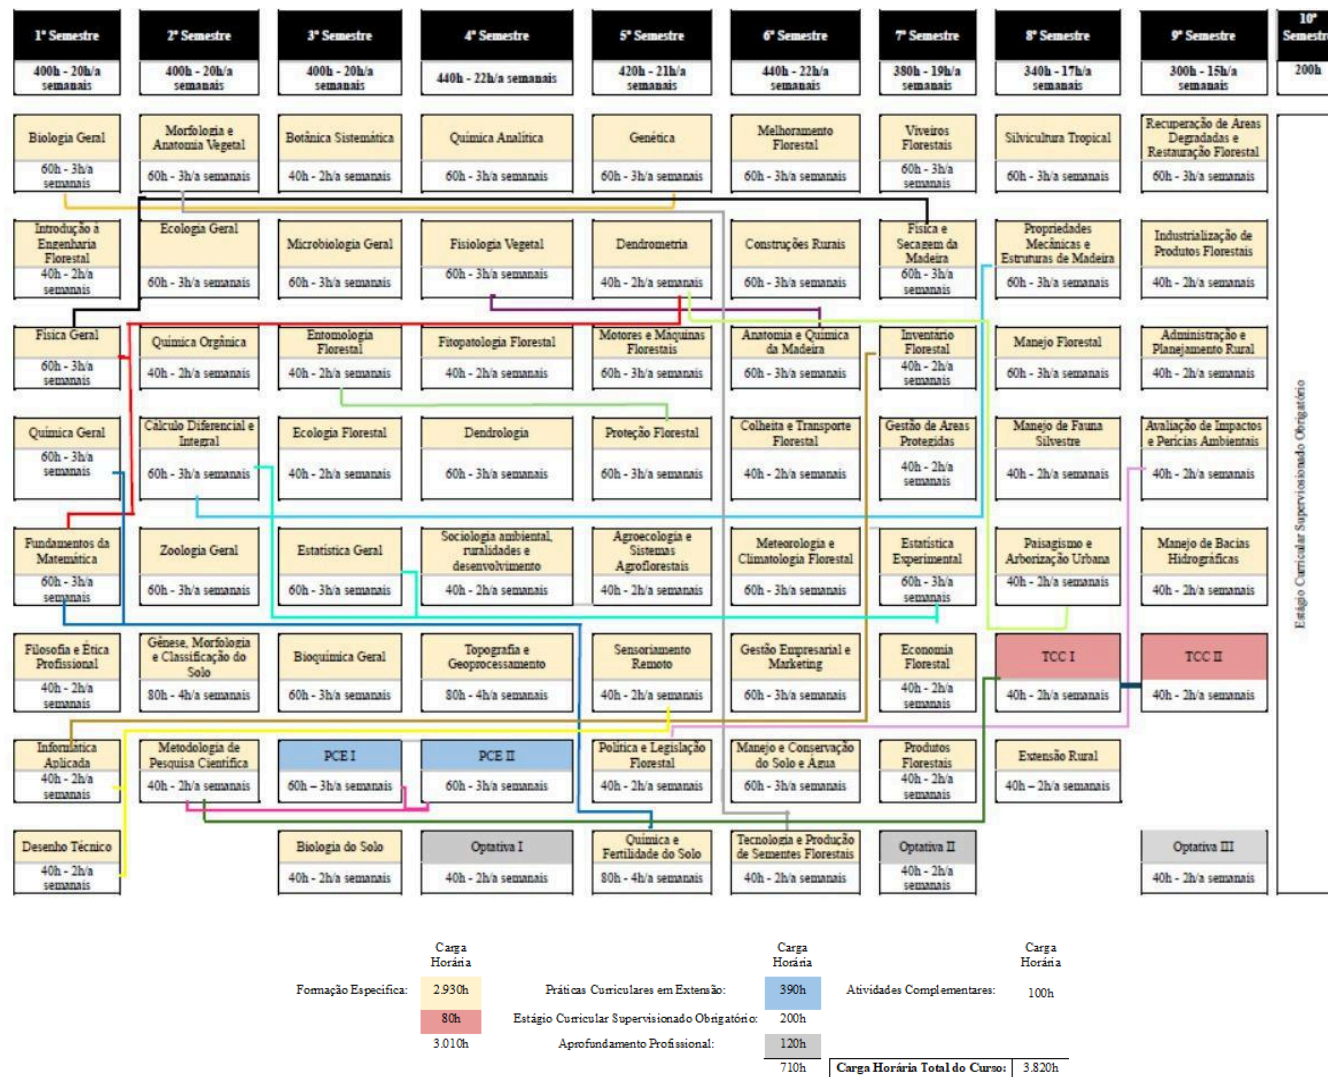 1º Semestre
2º Semestre
3º Semestre
4º Semestre
5º Semestre
6º Semestre
7º Semestre
8º Semestre
9º Semestre
10º
Semestre
400h - 20h/a
semanais
400h - 20h/a
semanais
400h - 20h/a
semanais
440h - 22h/a semanais
420h - 21h/a
semanais
440h - 22h/a
semanais
380h - 19h/a
semanais
340h - 17h/a
semanais
300h - 15h/a
semanais
200h
Biologia Geral
60h - 3h/a
semanais
Morfologia e
Anatomia Vegetal
60h - 3h/a semanais
Botânica Sistemática
40h - 2h/a semanais
Química Analítica
60h - 3h/a semanais
Genética
60h - 3h/a semanais
Melhoramento
Florestal
60h - 3h/a semanais
Viveiros
Florestais
60h - 3h/a
semanais
Silvicultura Tropical
60h - 3h/a semanais
Recuperação de Areas
Degradadas e
Restauração Florestal
60h - 3h/a semanais
Introdução à
Engenharia
Florestal
40h - 2h/a
semanais
Ecologia Geral
60h - 3h/a semanais
Microbiologia Geral
60h - 3h/a semanais
Fisiologia Vegetal
60h - 3h/a semanais
Dendrometria
40h - 2h/a semanais
Construções Rurais
60h - 3h/a semanais
Física e
Secagem da
Madeira
60h - 3h/a
semanais
Propriedades
Mecânicas e
Estruturas de Madeira
60h - 3h/a semanais
Industrialização de
Produtos Florestais
40h - 2h/a semanais
Física Geral
60h - 3h/a
semanais
Química Orgânica
40h - 2h/a semanais
Entomologia
Florestal
40h - 2h/a semanais
Fitopatologia Florestal
40h - 2h/a semanais
Motores e Máquinas
Florestais
60h - 3h/a semanais
Anatomia e Química
da Madeira
60h - 3h/a semanais
Inventário
Florestal
40h - 2h/a
semanais
Manejo Florestal
60h - 3h/a semanais
Administração e
Planejamento Rural
40h - 2h/a semanais
Química Geral
60h - 3h/a
semanais
Cálculo Diferencial e
Integral
60h - 3h/a semanais
Ecologia Florestal
40h - 2h/a semanais
Dendrologia
60h - 3h/a semanais
Proteção Florestal
60h - 3h/a semanais
Colheita e Transporte
Florestal
40h - 2h/a semanais
Gestão de Areas
Protegidas
40h - 2h/a
semanais
Manejo de Fauna
Silvestre
40h - 2h/a semanais
Avaliação de Impactos
e Perícias Ambientais
40h - 2h/a semanais
Fundamentos da
Matemática
60h - 3h/a
semanais
Zoologia Geral
60h - 3h/a semanais
Estatística Geral
60h - 3h/a semanais
Sociologia ambiental,
ruralidades e
desenvolvimento
40h - 2h/a semanais
Agroecologia e
Sistemas
Agroflorestais
40h - 2h/a semanais
Meteorologia e
Climatologia Florestal
60h - 3h/a semanais
Estatística
Experimental
60h - 3h/a
semanais
Paisagismo e
Arborização Urbana
40h - 2h/a semanais
Manejo de Bacias
Hidrográficas
40h - 2h/a semanais
Filosofia e Ética
Profissional
40h - 2h/a
semanais
Gênese, Morfologia
e Classificação do
Solo
80h - 4h/a semanais
Bioquímica Geral
60h - 3h/a semanais
Topografia e
Geoprocessamento
80h - 4h/a semanais
Sensoriamento
Remoto
40h - 2h/a semanais
Gestão Empresarial e
Marketing
60h - 3h/a semanais
Economia
Florestal
40h - 2h/a
semanais
TCC I
40h - 2h/a semanais
TCC II
40h - 2h/a semanais
Informática
Aplicada
40h - 2h/a
semanais
Metodologia de
Pesquisa Científica
40h - 2h/a semanais
PCE I
60h – 3h/a semanais
PCE II
60h - 3h/a semanais
Política e Legislação
Florestal
40h - 2h/a semanais
Manejo e Conservação
do Solo e Água
60h - 3h/a semanais
Produtos
Florestais
40h - 2h/a
semanais
Extensão Rural
40h – 2h/a semanais
Desenho Técnico
40h - 2h/a
semanais
Biologia do Solo
40h - 2h/a semanais
Optativa I
40h - 2h/a semanais
Química e
Fertilidade do Solo
80h - 4h/a semanais
Tecnologia e Produção
de Sementes Florestais
40h - 2h/a semanais
Optativa II
40h - 2h/a
semanais
Optativa III
40h - 2h/a semanais
Estágio Curricular Superviosionado Obrigatório
Carga
Horária
Carga
Horária
Carga
Horária
Formação Específica: 2.930h
Práticas Curriculares em Extensão: 390h
Atividades Complementares: 100h
80h
Estágio Curricular Supervisionado Obrigatório: 200h
3.010h
Aprofundamento Profissional: 120h
710h
Carga Horária Total do Curso: 3.820h